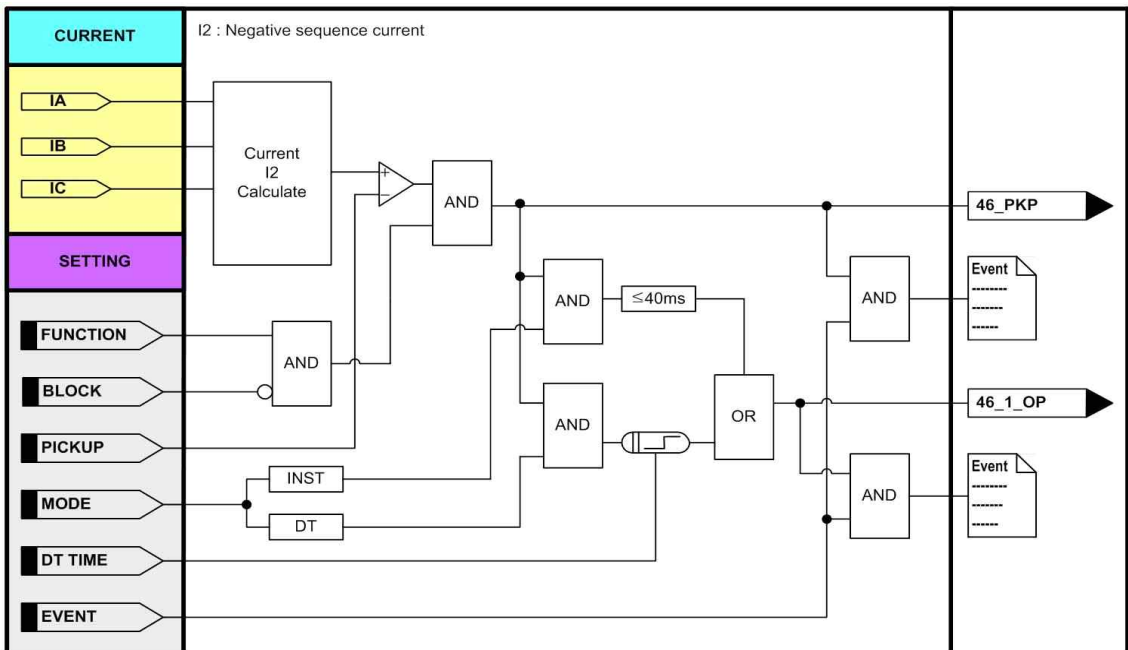 CURRENT
I2 : Negative sequence current
IA
IB
IC
Current
I2
Calculate
+
−
AND
46_PKP
SETTING
Event
--------
-------
------
AND
≤40ms
AND
FUNCTION
AND
BLOCK
46_1_OP
OR
AND
PICKUP
Event
--------
-------
------
INST
AND
MODE
DT
DT TIME
EVENT